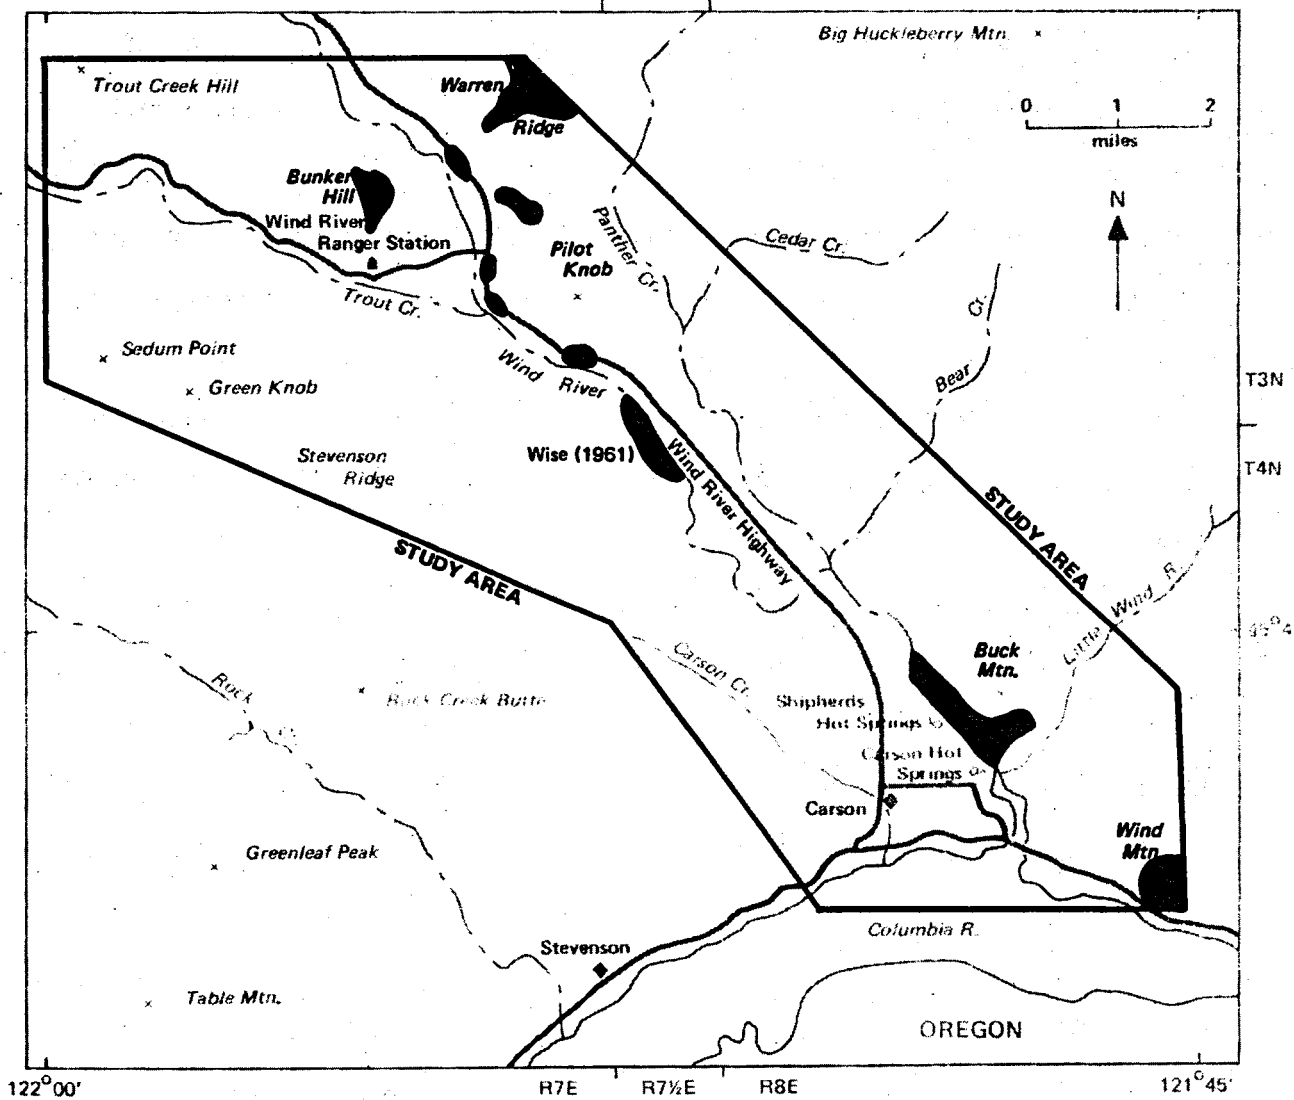 Big Huckleberry Mtn.
Trout Creek Hill
Warren
Ridge
0 1 2
miles
Bunker
Hill
Wind River
Ranger Station
N
Pilot
Knob
Panther Cr.
Cedar Cr.
Trout Cr.
Bear Cr.
Sedum Point
Green Knob
Wind River
T3N
Stevenson
Ridge
Wise (1961)
Wind River Highway
T4N
STUDY AREA
STUDY AREA
Little Wind R.
Buck
Mtn.
Carson Cr.
Rock
Rock Creek Butte
Shipherds
Hot Springs
Carson Hot
Springs
Carson
Wind
Mtn
Greenleaf Peak
Columbia R.
Stevenson
Table Mtn.
OREGON
122°00'
R7E
R7½E
R8E
121°45'